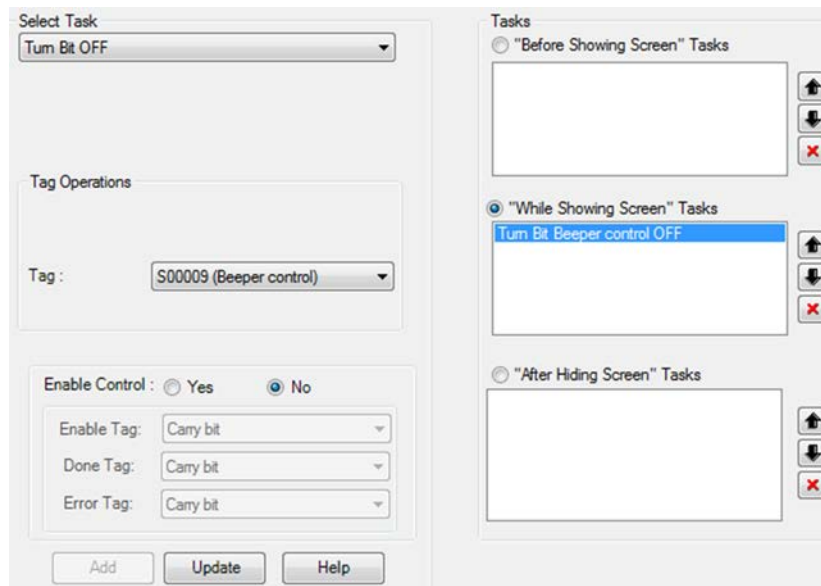 Select Task
Turn Bit OFF
Tag Operations
Tag :
S00009 (Beeper control)
Enable Control :
Yes
No
Enable Tag:
Carry bit
Done Tag:
Carry bit
Error Tag:
Carry bit
Add
Update
Help
Tasks
"Before Showing Screen" Tasks
"While Showing Screen" Tasks
Turn Bit Beeper control OFF
"After Hiding Screen" Tasks